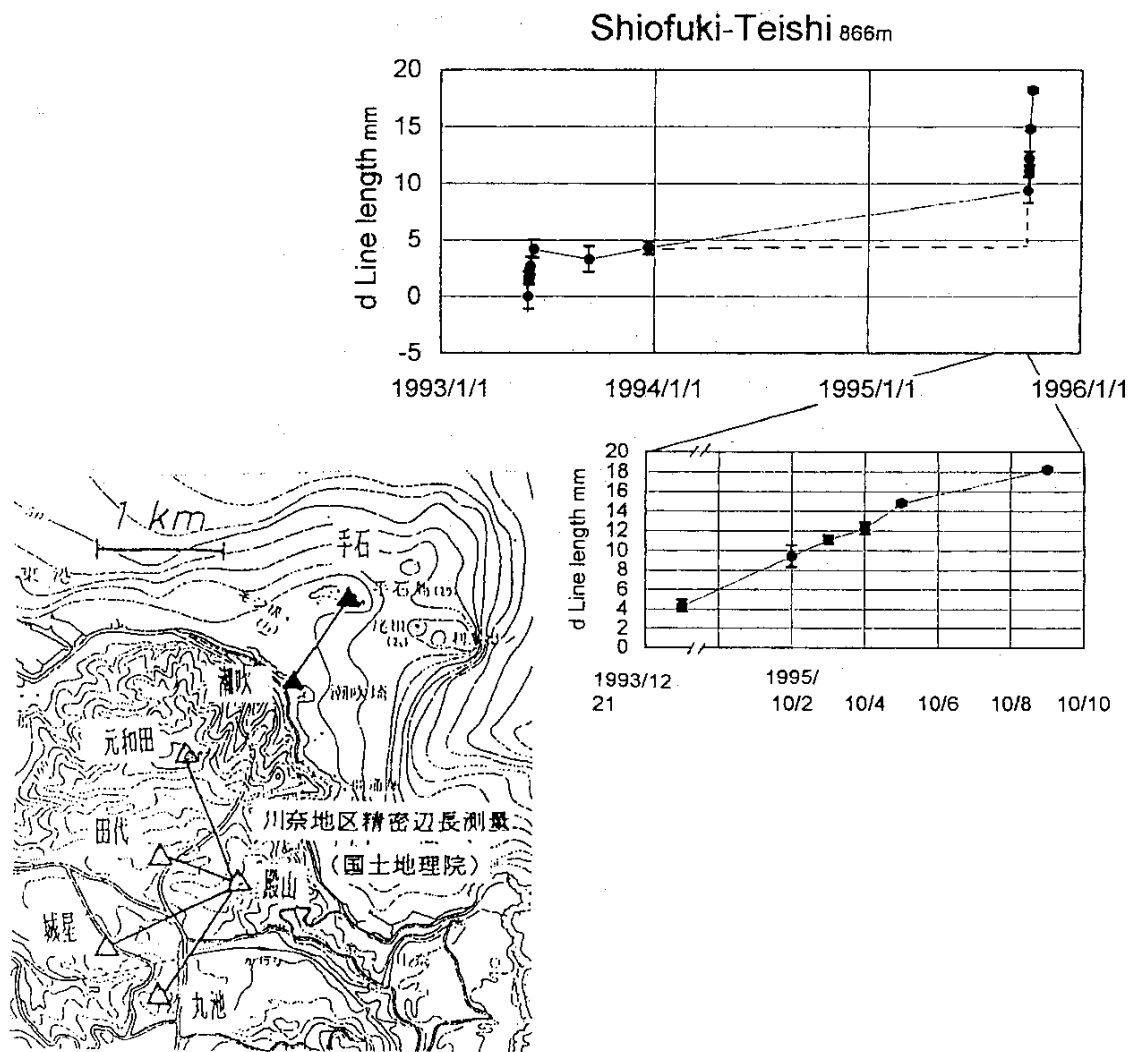 Shiofuki-Teishi 866m
d Line length mm
20
15
10
5
0
-5
1993/1/1 1994/1/1 1995/1/1 1996/1/1
d Line length mm
20
18
16
14
12
10
8
6
4
2
0
1993/12
21
1995/
10/2 10/4 10/6 10/8 10/10
1 km
手石
潮吹
潮吹埼
元和田
川奈地区精密辺長測量
(国土地理院)
田代
殿山
城星
丸池